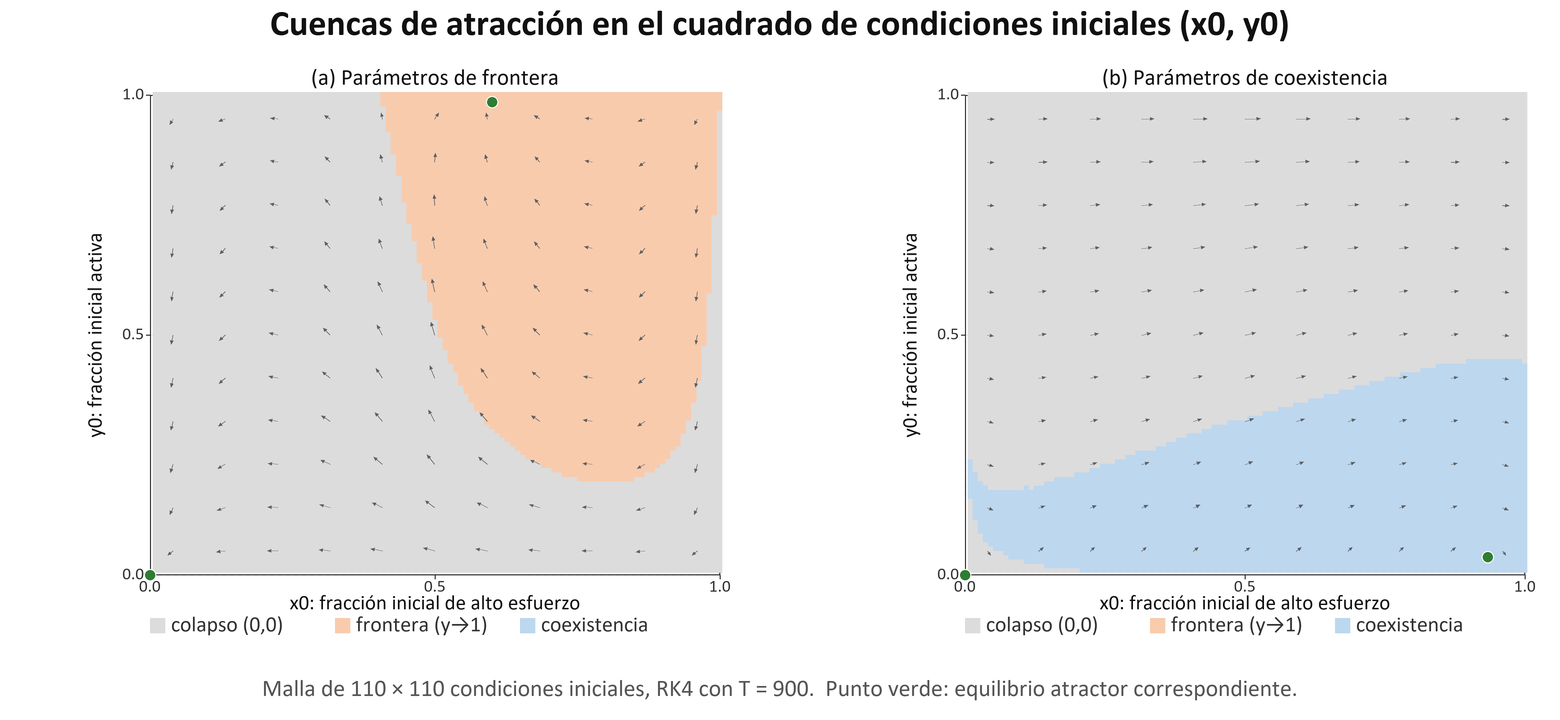 Cuencas de atracción en el cuadrado de condiciones iniciales (x0, y0)
(a) Parámetros de frontera
1.0
0.5
0.0
y0: fracción inicial activa
0.0 0.5 1.0
x0: fracción inicial de alto esfuerzo
colapso (0,0) frontera (y→1) coexistencia
(b) Parámetros de coexistencia
1.0
0.5
0.0
y0: fracción inicial activa
0.0 0.5 1.0
x0: fracción inicial de alto esfuerzo
colapso (0,0) frontera (y→1) coexistencia
Malla de 110 × 110 condiciones iniciales, RK4 con T = 900. Punto verde: equilibrio atractor correspondiente.